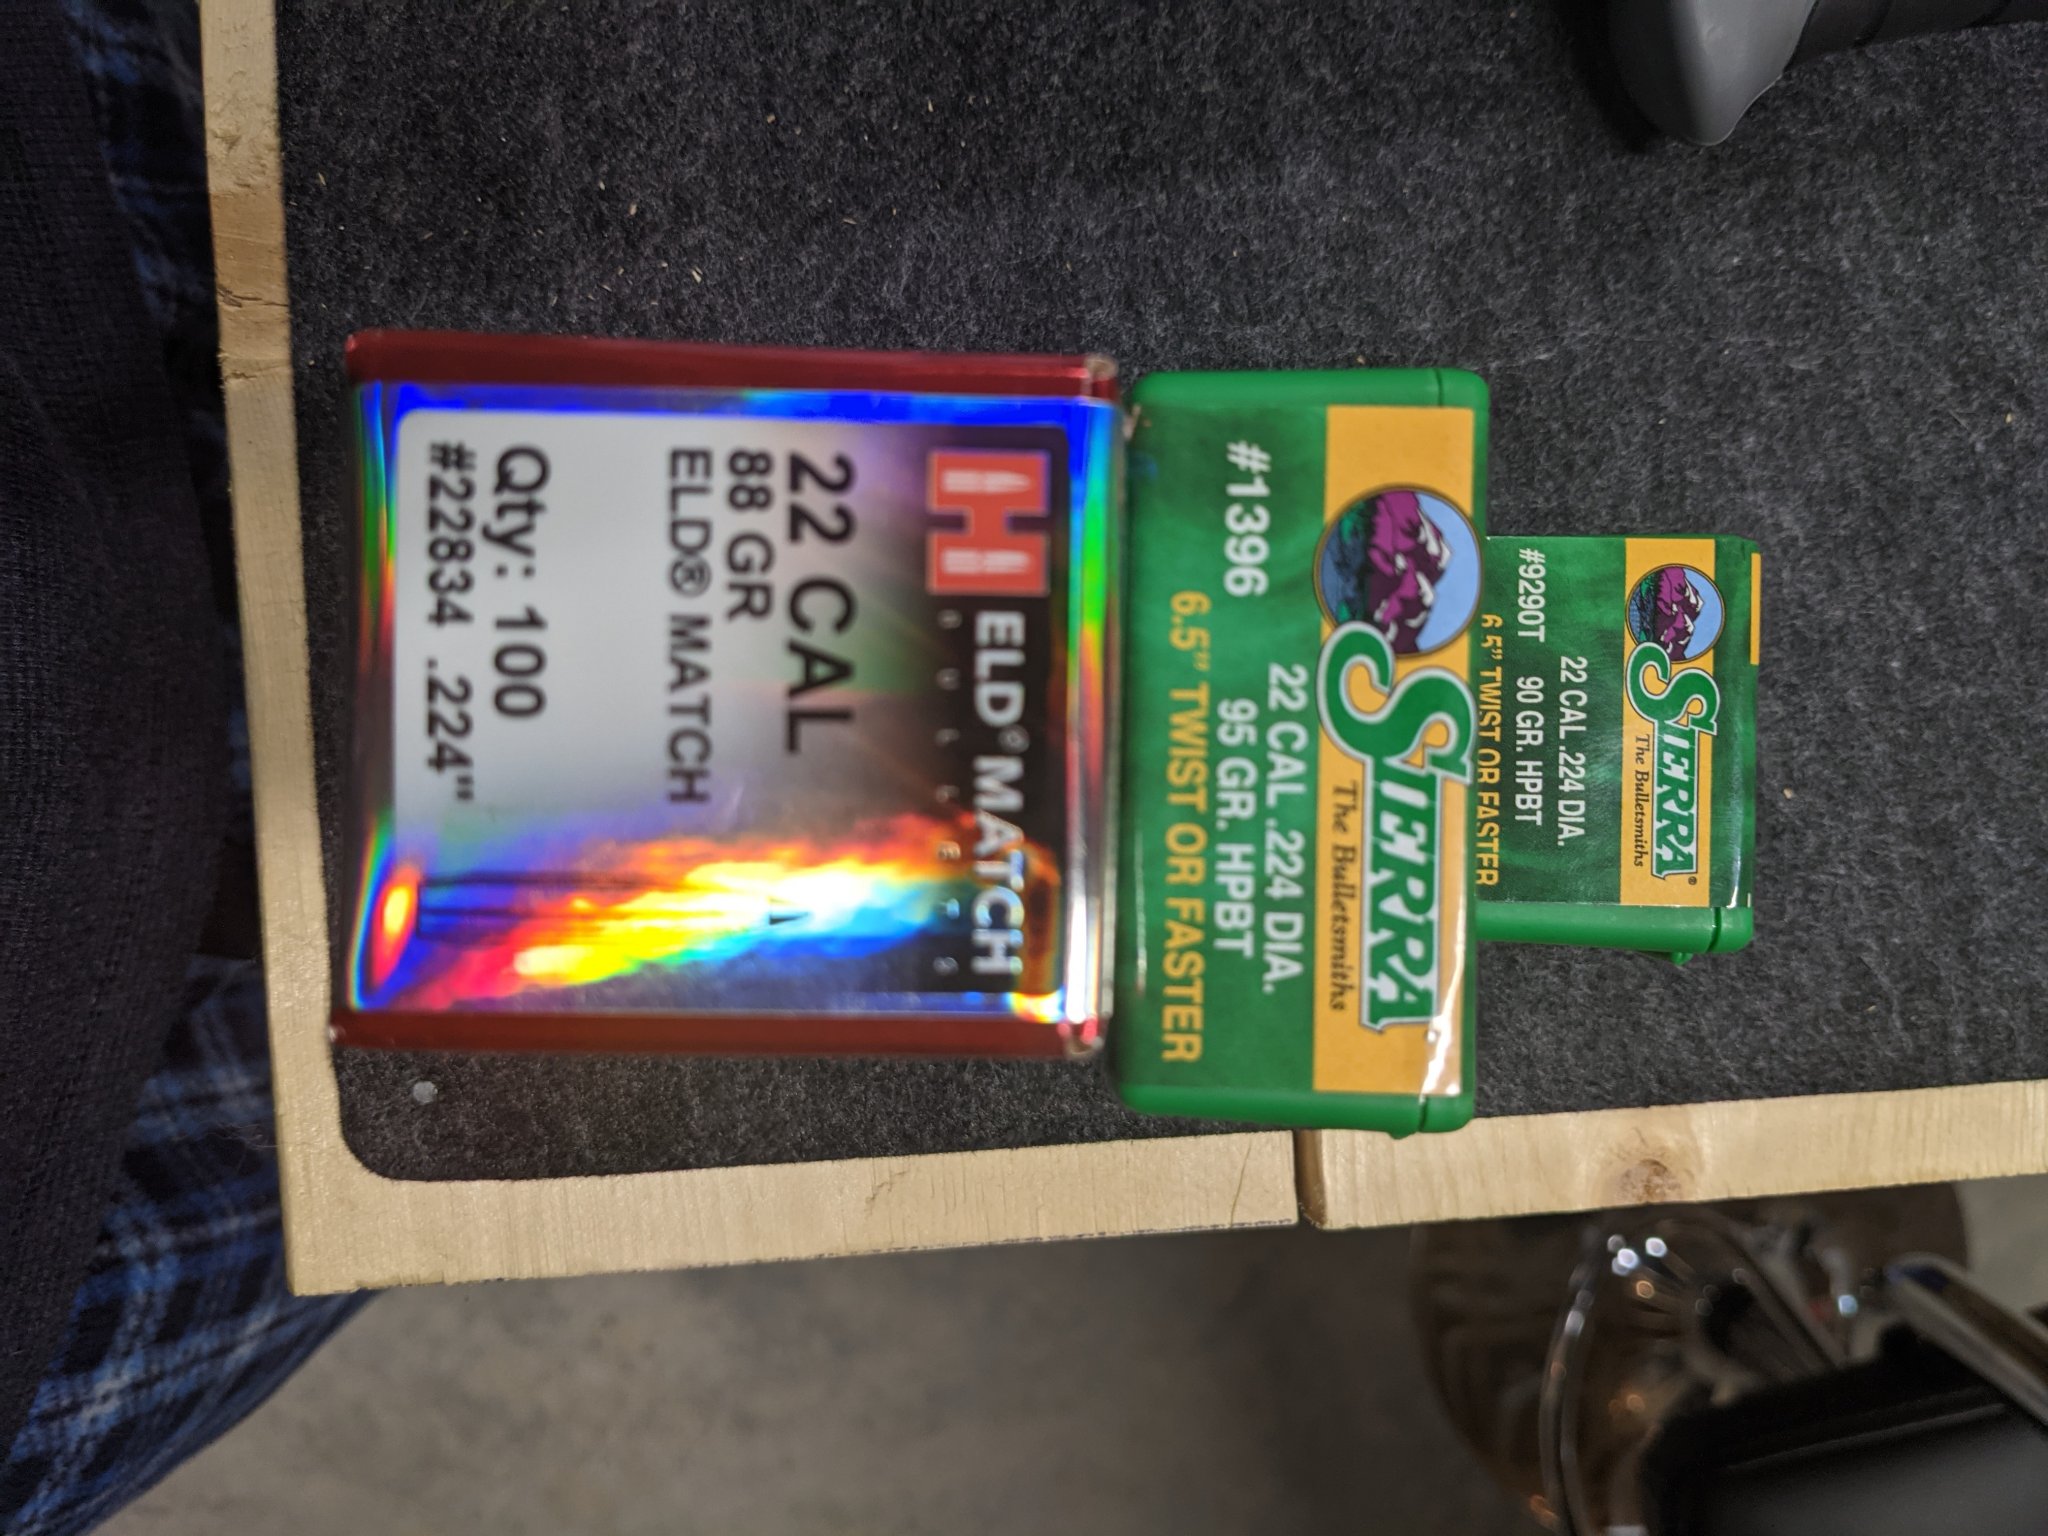 ELD® MATCH
BULLETS
22 CAL
88 GR
ELD® MATCH
Qty: 100
#22834 .224"
SIERRA
The Bulletsmiths
22 CAL .224 DIA.
#1396 95 GR. HPBT
6.5" TWIST OR FASTER
SIERRA®
The Bulletsmiths
22 CAL .224 DIA.
#9290T 90 GR. HPBT
6.5" TWIST OR FASTER